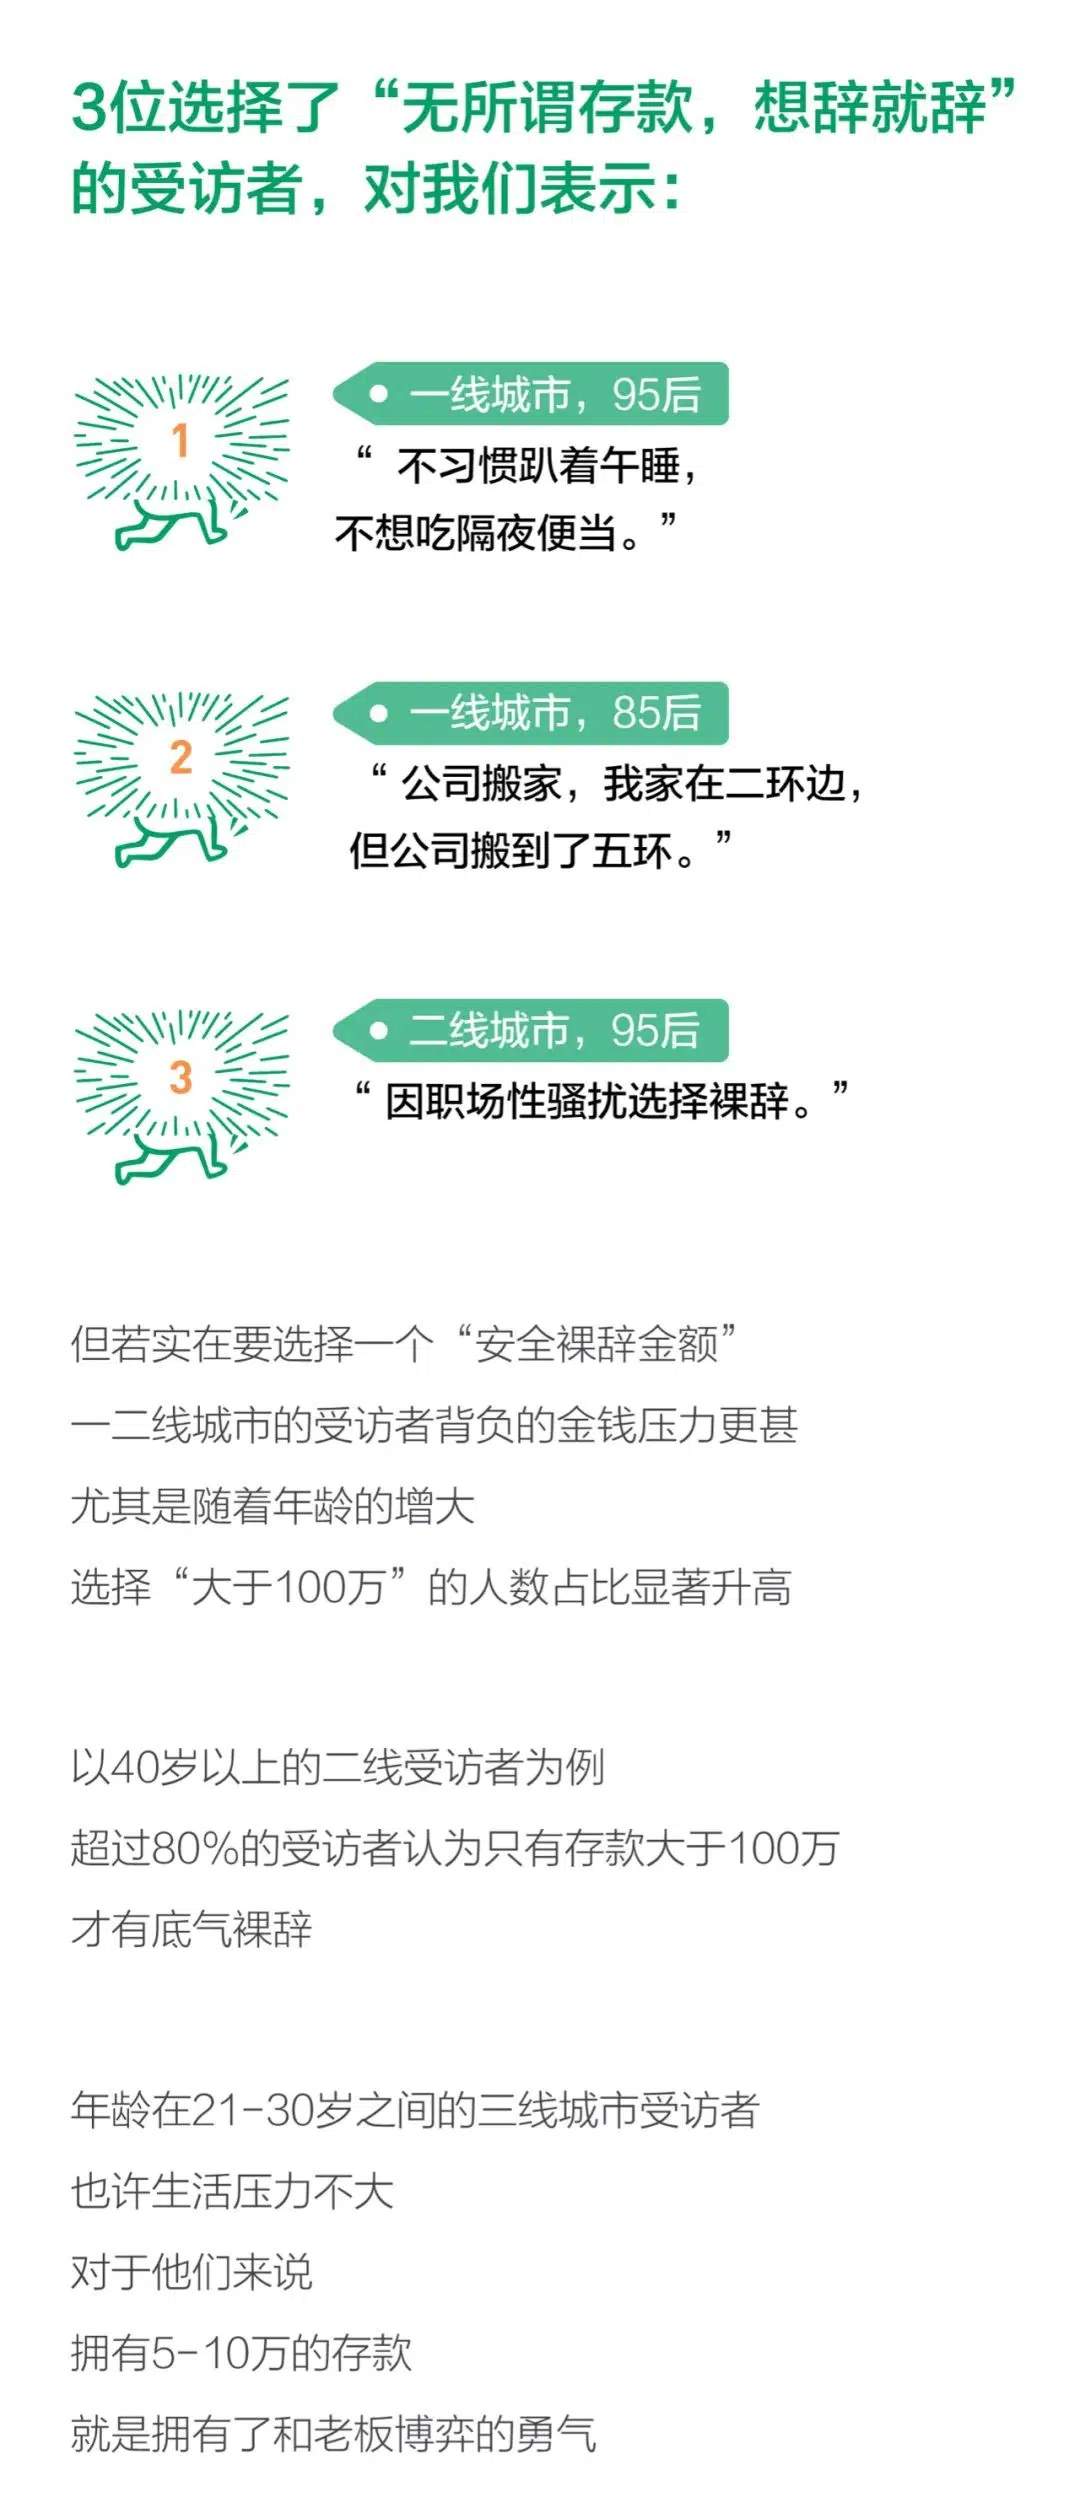 3位选择了“无所谓存款，想辞就辞”
的受访者，对我们表示：
1
一线城市，95后
“不习惯趴着午睡，
不想吃隔夜便当。”
2
一线城市，85后
“公司搬家，我家在二环边，
但公司搬到了五环。”
3
二线城市，95后
“因职场性骚扰选择裸辞。”
但若实在要选择一个“安全裸辞金额”
一二线城市的受访者背负的金钱压力更甚
尤其是随着年龄的增大
选择“大于100万”的人数占比显著升高
以40岁以上的二线受访者为例
超过80%的受访者认为只有存款大于100万
才有底气裸辞
年龄在21-30岁之间的三线城市受访者
也许生活压力不大
对于他们来说
拥有5-10万的存款
就是拥有了和老板博弈的勇气